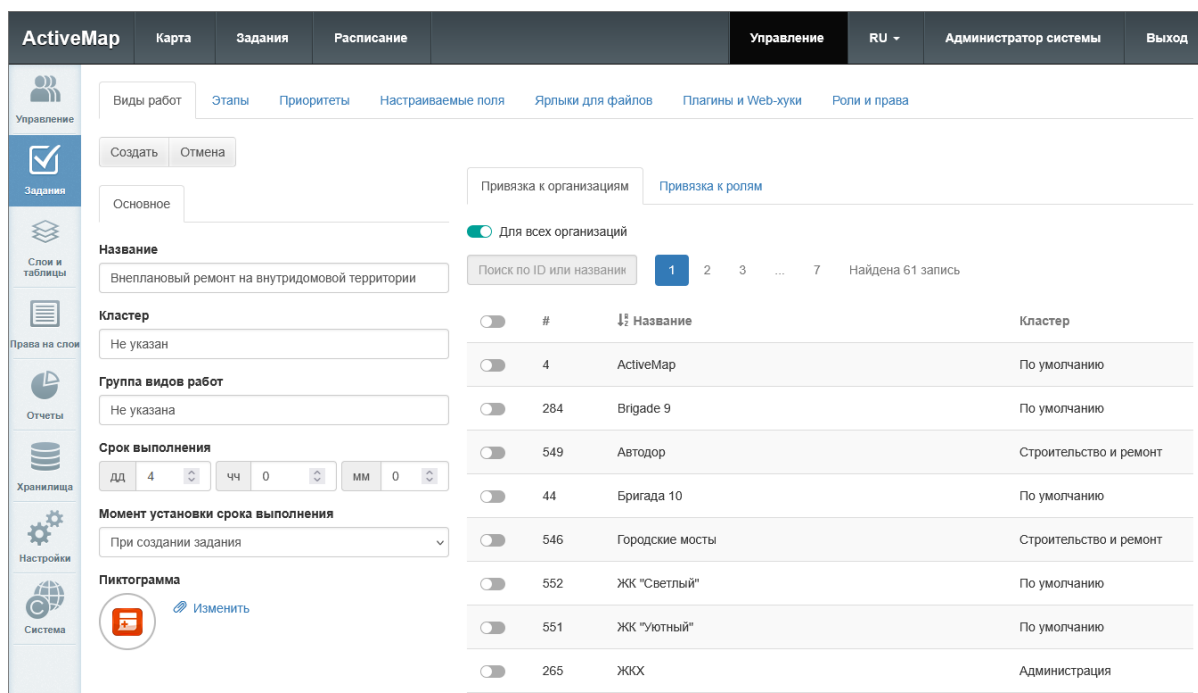 ActiveMap Карта Задания Расписание Управление RU Администратор системы Выход
Управление
Задания
Слои и
таблицы
Права на слои
Отчеты
Хранилища
Настройки
Система
Виды работ Этапы Приоритеты Настраиваемые поля Ярлыки для файлов Плагины и Web-хуки Роли и права
Создать Отмена
Основное
Название
Внеплановый ремонт на внутридомовой территории
Кластер
Не указан
Группа видов работ
Не указана
Срок выполнения
дд 4 чч 0 мм 0
Момент установки срока выполнения
При создании задания
Пиктограмма
Изменить
Привязка к организациям Привязка к ролям
Для всех организаций
Поиск по ID или названию 1 2 3 ... 7 Найдена 61 запись
# Название Кластер
4 ActiveMap По умолчанию
284 Brigade 9 По умолчанию
549 Автодор Строительство и ремонт
44 Бригада 10 По умолчанию
546 Городские мосты Строительство и ремонт
552 ЖК "Светлый" По умолчанию
551 ЖК "Уютный" По умолчанию
265 ЖКХ Администрация